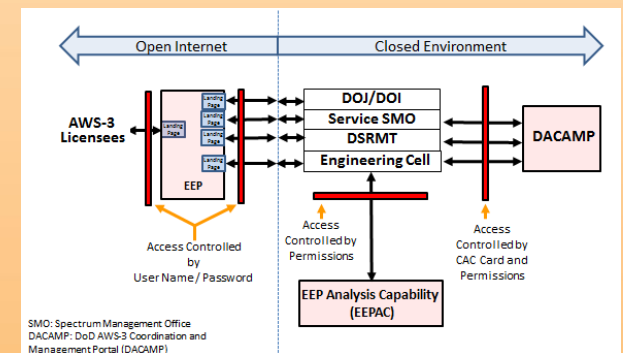 Open Internet
Closed Environment
AWS-3
Licensees
Landing
Page
Landing
Page
Landing
Page
Landing
Page
Landing
Page
EEP
DOJ/DOI
Service SMO
DSRMT
Engineering Cell
DACAMP
Access Controlled
by
User Name / Password
Access
Controlled by
Permissions
Access
Controlled by
CAC Card and
Permissions
EEP Analysis Capability
(EEPAC)
SMO: Spectrum Management Office
DACAMP: DoD AWS-3 Coordination and
Management Portal (DACAMP)